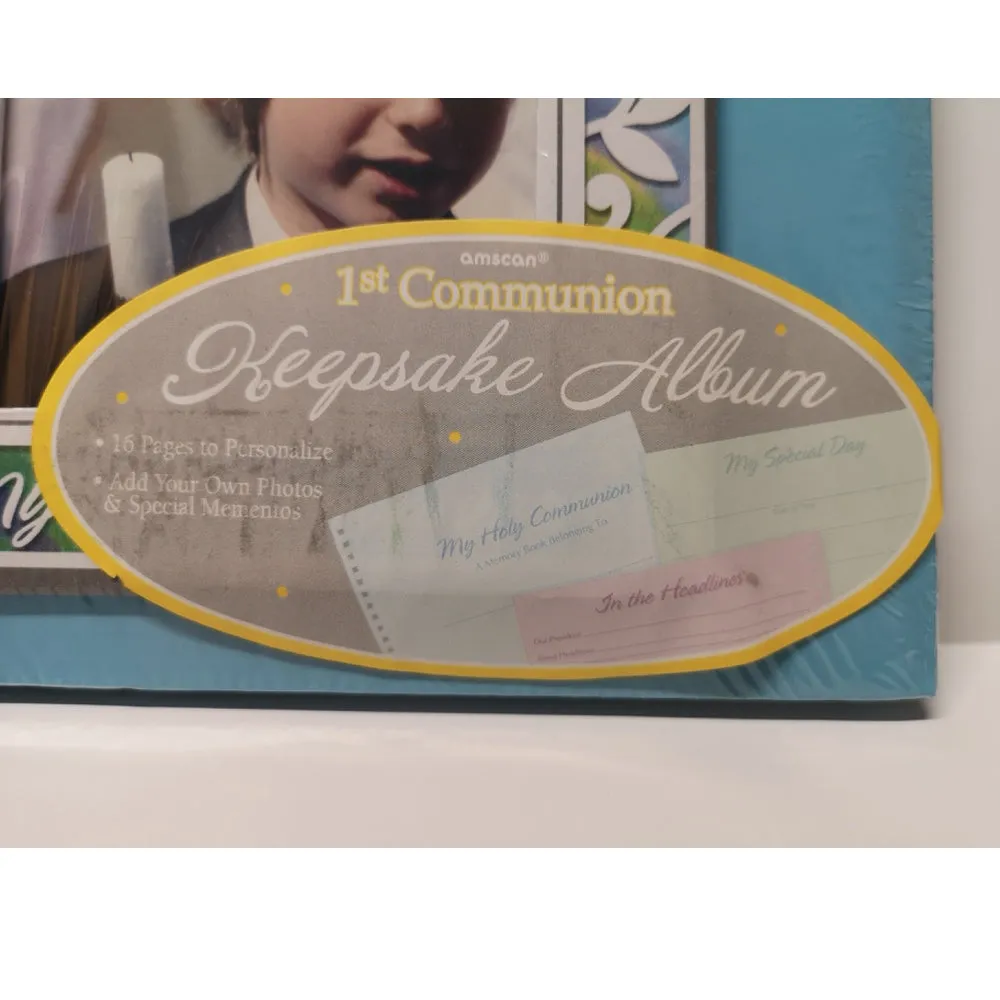 amscan®
1st Communion
Keepsake Album
• 16 Pages to Personalize
• Add Your Own Photos
& Special Mementos
My Special Day
My Holy Communion
A Memory Book Belonging To
In the Headlines